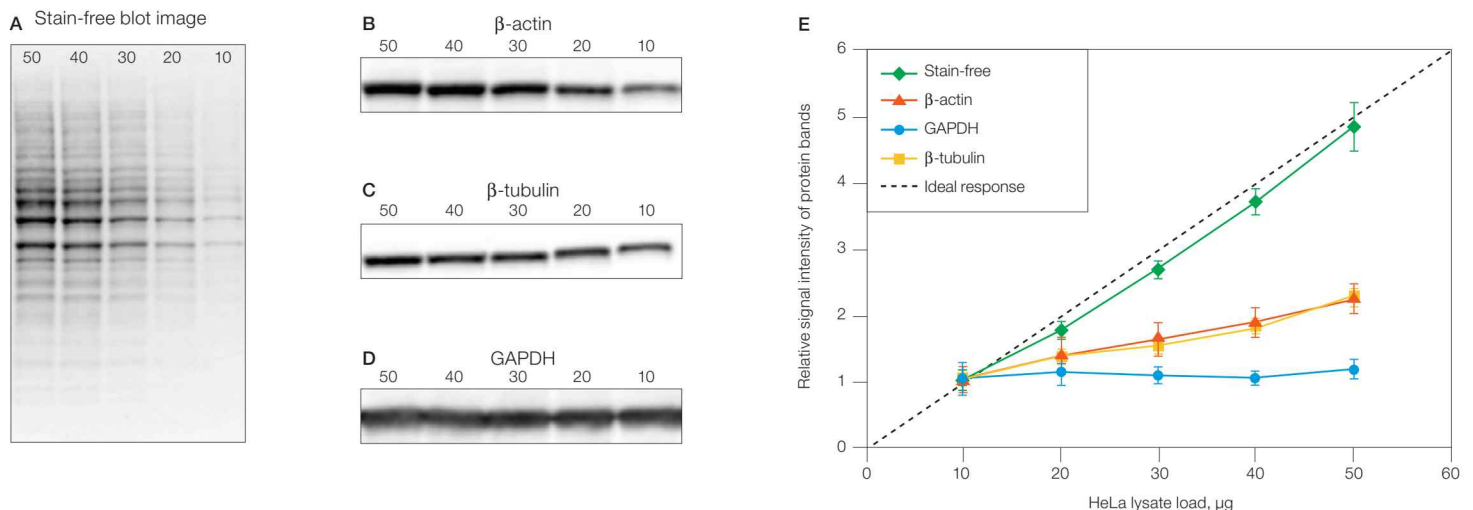 A Stain-free blot image
50 40 30 20 10
B β-actin
50 40 30 20 10
C β-tubulin
50 40 30 20 10
D GAPDH
50 40 30 20 10
E
Relative signal intensity of protein bands
6
5
4
3
2
1
0
Stain-free
β-actin
GAPDH
β-tubulin
Ideal response
0 10 20 30 40 50 60
HeLa lysate load, μg